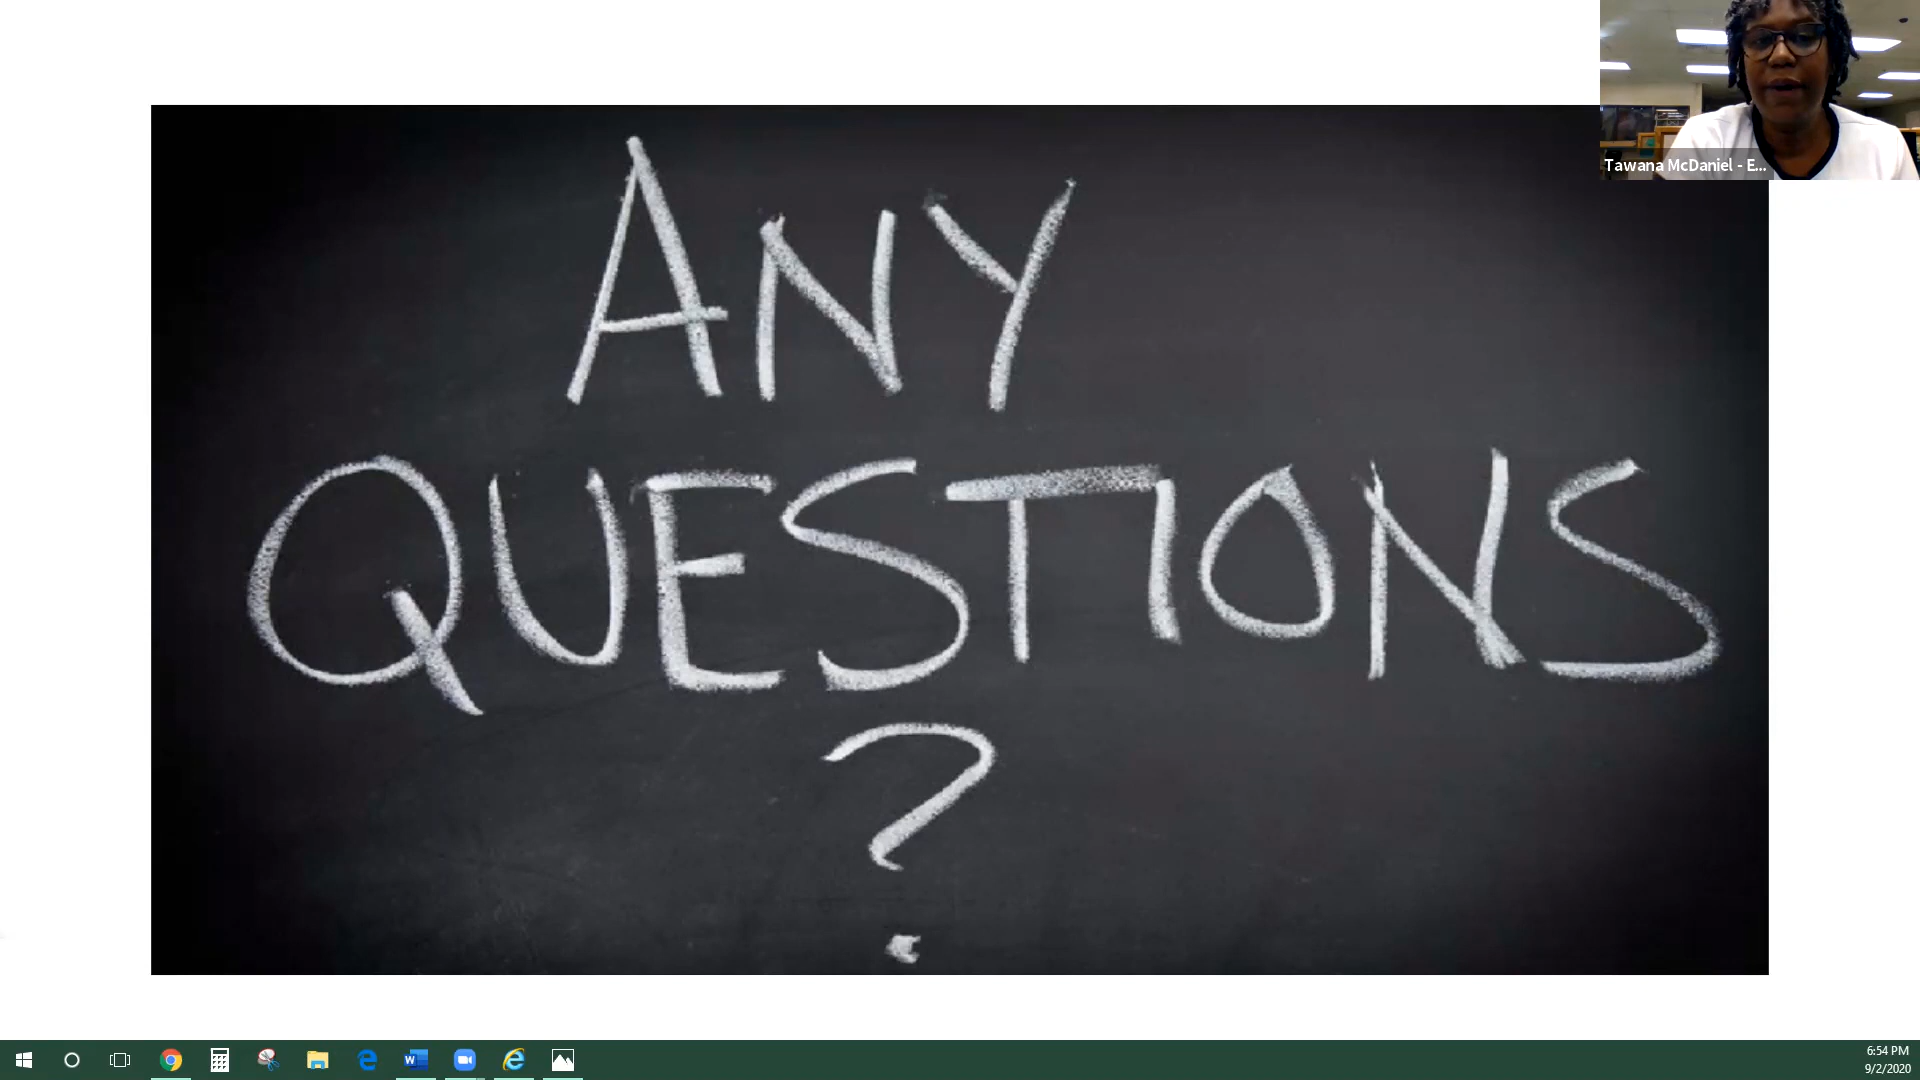 Tawana McDaniel - E...
ANY
QUESTIONS
?
6:54 PM
9/2/2020